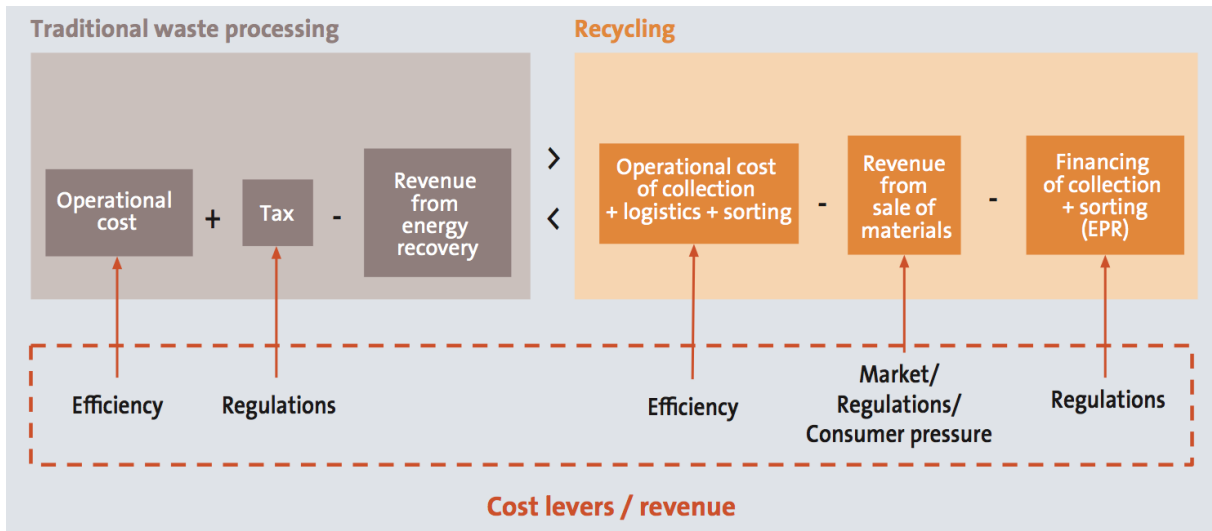 Traditional waste processing
Recycling
Operational
cost
+
Tax
-
Revenue
from
energy
recovery
>
<
Operational cost
of collection
+ logistics + sorting
-
Revenue
from
sale of
materials
-
Financing
of collection
+ sorting
(EPR)
Efficiency
Regulations
Efficiency
Market/
Regulations/
Consumer pressure
Regulations
Cost levers / revenue